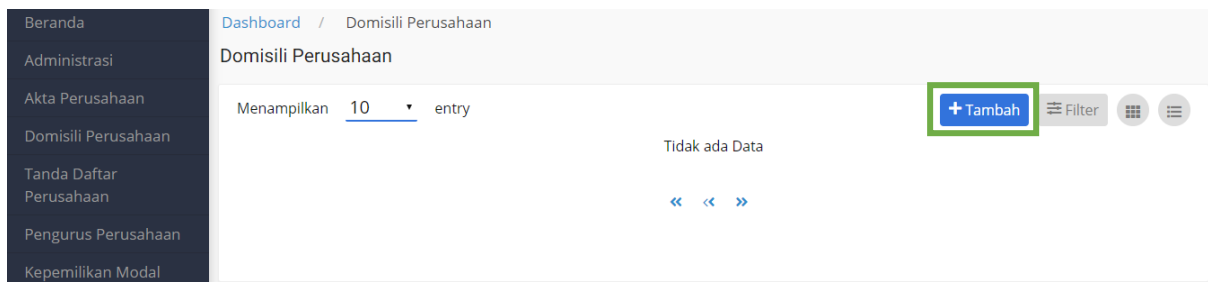 Beranda
Administrasi
Akta Perusahaan
Domisili Perusahaan
Tanda Daftar
Perusahaan
Pengurus Perusahaan
Kepemilikan Modal
Dashboard / Domisili Perusahaan
Domisili Perusahaan
Menampilkan 10 entry
+ Tambah Filter
Tidak ada Data
« ‹‹ »